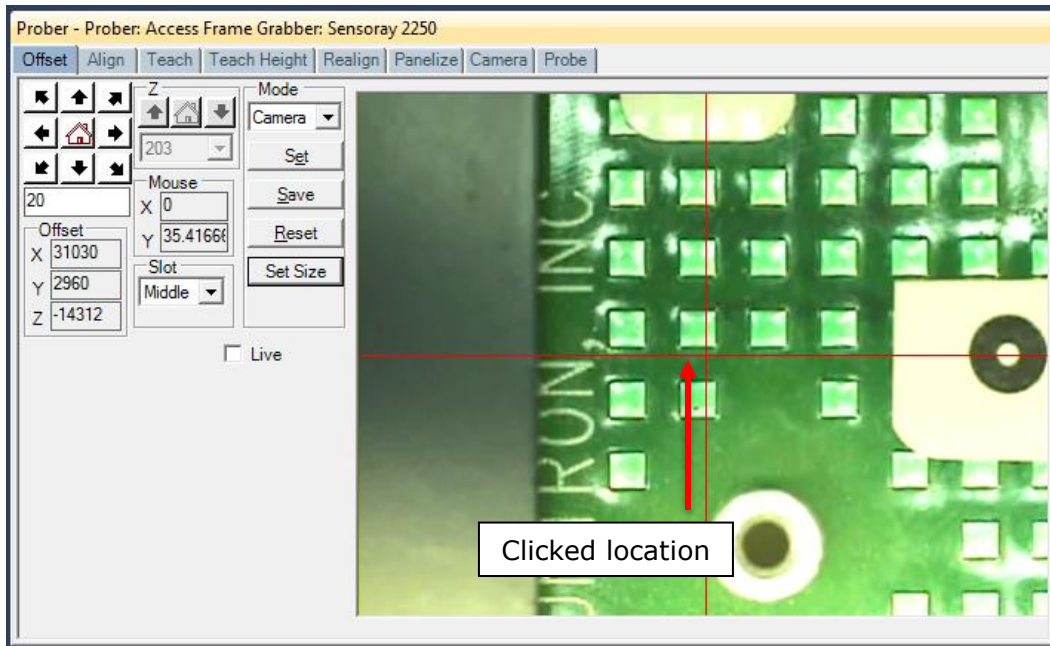 Prober - Prober: Access Frame Grabber: Sensoray 2250
Offset Align Teach Teach Height Realign Panelize Camera Probe
Z
203
Mode
Camera
Set
Save
Reset
Set Size
20
Mouse
X 0
Y 35.41666
Offset
X 31030
Y 2960
Z -14312
Slot
Middle
Live
Clicked location